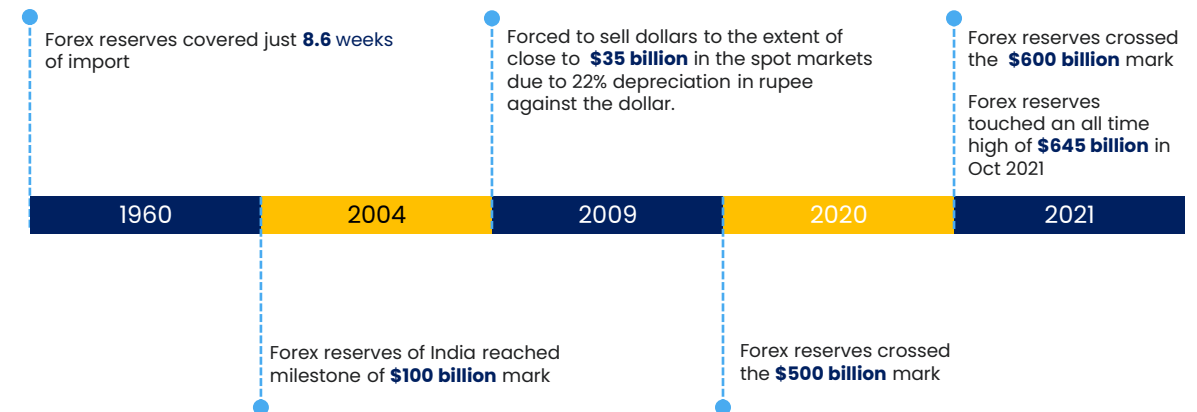 Forex reserves covered just 8.6 weeks
of import
Forced to sell dollars to the extent of
close to $35 billion in the spot markets
due to 22% depreciation in rupee
against the dollar.
Forex reserves crossed
the $600 billion mark
Forex reserves
touched an all time
high of $645 billion in
Oct 2021
1960
2004
2009
2020
2021
Forex reserves of India reached
milestone of $100 billion mark
Forex reserves crossed
the $500 billion mark